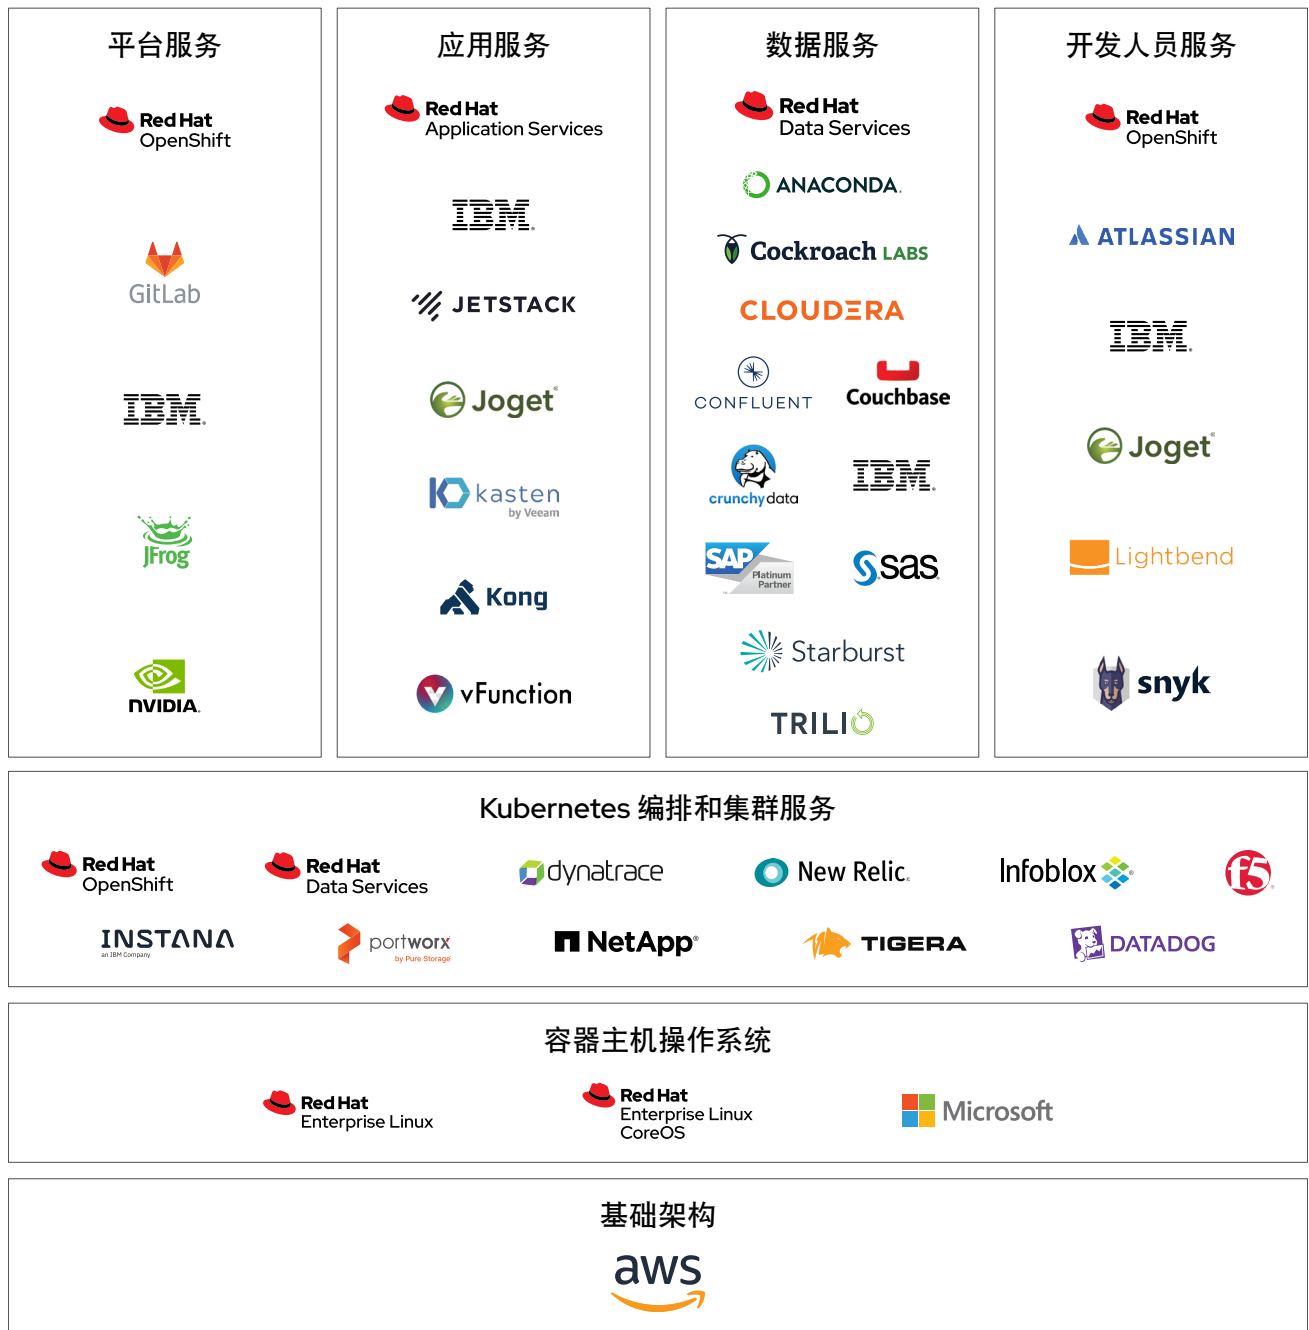 平台服务
Red Hat
OpenShift
GitLab
IBM®
JFrog
NVIDIA®
应用服务
Red Hat
Application Services
IBM®
JETSTACK
Joget®
kasten
by Veeam
Kong
vFunction
数据服务
Red Hat
Data Services
ANACONDA.
Cockroach LABS
CLOUDERA
CONFLUENT
Couchbase
crunchydata
IBM®
SAP
Platinum
Partner
sas
Starburst
TRILIO
开发人员服务
Red Hat
OpenShift
ATLASSIAN
IBM®
Joget®
Lightbend
snyk
Kubernetes 编排和集群服务
Red Hat
OpenShift
Red Hat
Data Services
dynatrace
New Relic®
Infoblox®
f5®
INSTANA
an IBM Company
portworx
by Pure Storage
NetApp®
TIGERA
DATADOG
容器主机操作系统
Red Hat
Enterprise Linux
Red Hat
Enterprise Linux
CoreOS
Microsoft
基础架构
aws